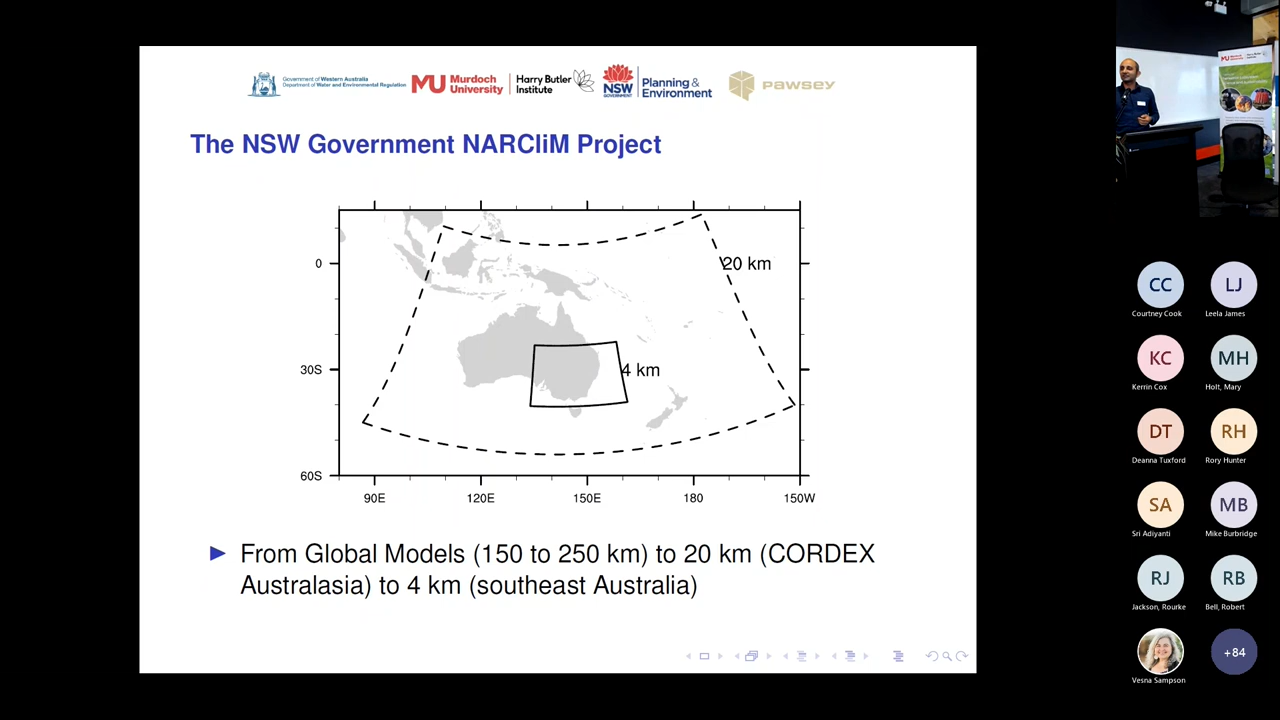 Government of Western Australia
Department of Water and Environmental Regulation
MU Murdoch University
Harry Butler Institute
NSW GOVERNMENT
Planning & Environment
PAWSEY
The NSW Government NARCliM Project
0
30S
60S
90E
120E
150E
180
150W
20 km
4 km
From Global Models (150 to 250 km) to 20 km (CORDEX
Australasia) to 4 km (southeast Australia)
CC
Courtney Cook
LJ
Leela James
KC
Kerrin Cox
MH
Holt, Mary
DT
Deanna Tuxford
RH
Rory Hunter
SA
Sri Adiyanti
MB
Mike Burbridge
RJ
Jackson, Rourke
RB
Bell, Robert
Vesna Sampson
+84